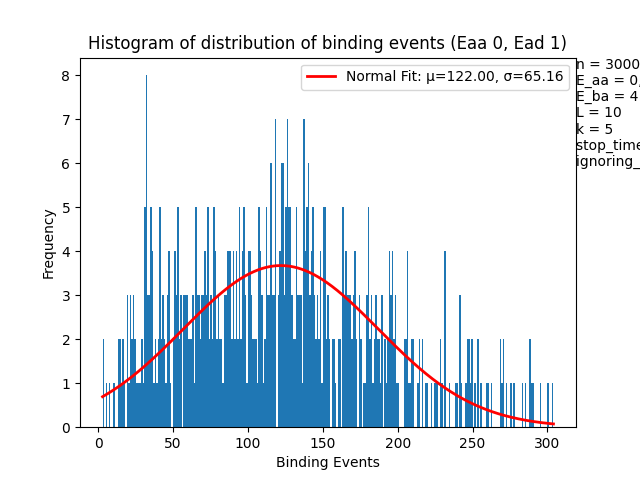 Histogram of distribution of binding events (Eaa 0, Ead 1)
Normal Fit: μ=122.00, σ=65.16
n = 3000
E_aa = 0,
E_ba = 4
L = 10
k = 5
stop_time
ignoring_
Frequency
8
7
6
5
4
3
2
1
0
0 50 100 150 200 250 300
Binding Events